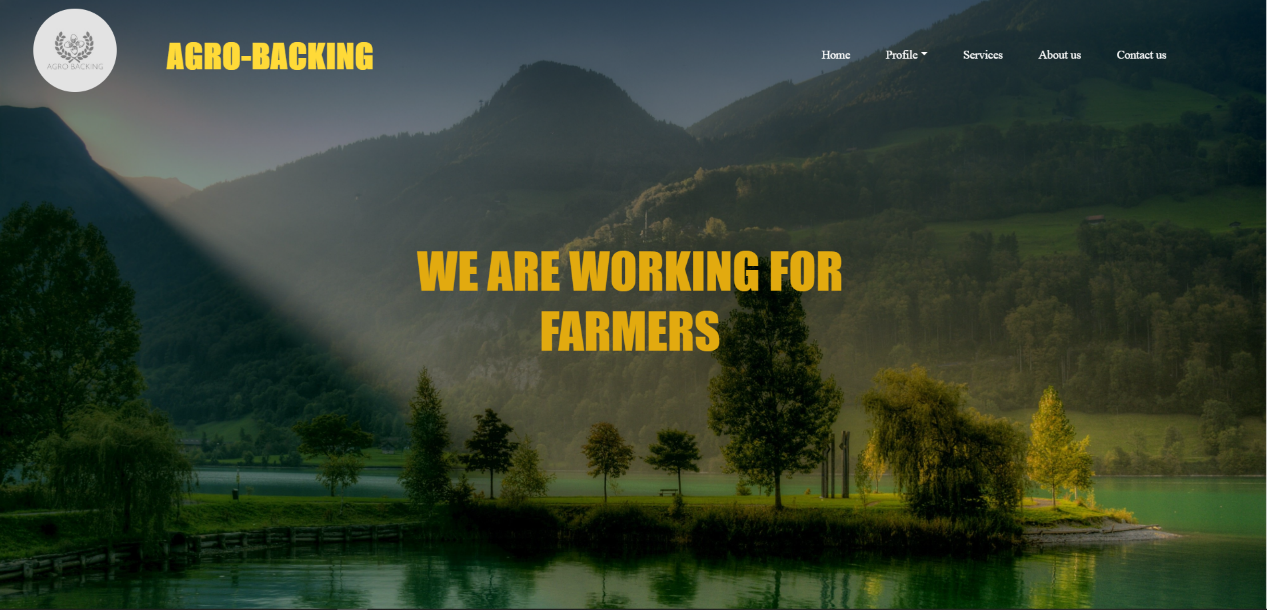 AGRO BACKING
AGRO-BACKING
Home Profile Services About us Contact us
WE ARE WORKING FOR
FARMERS